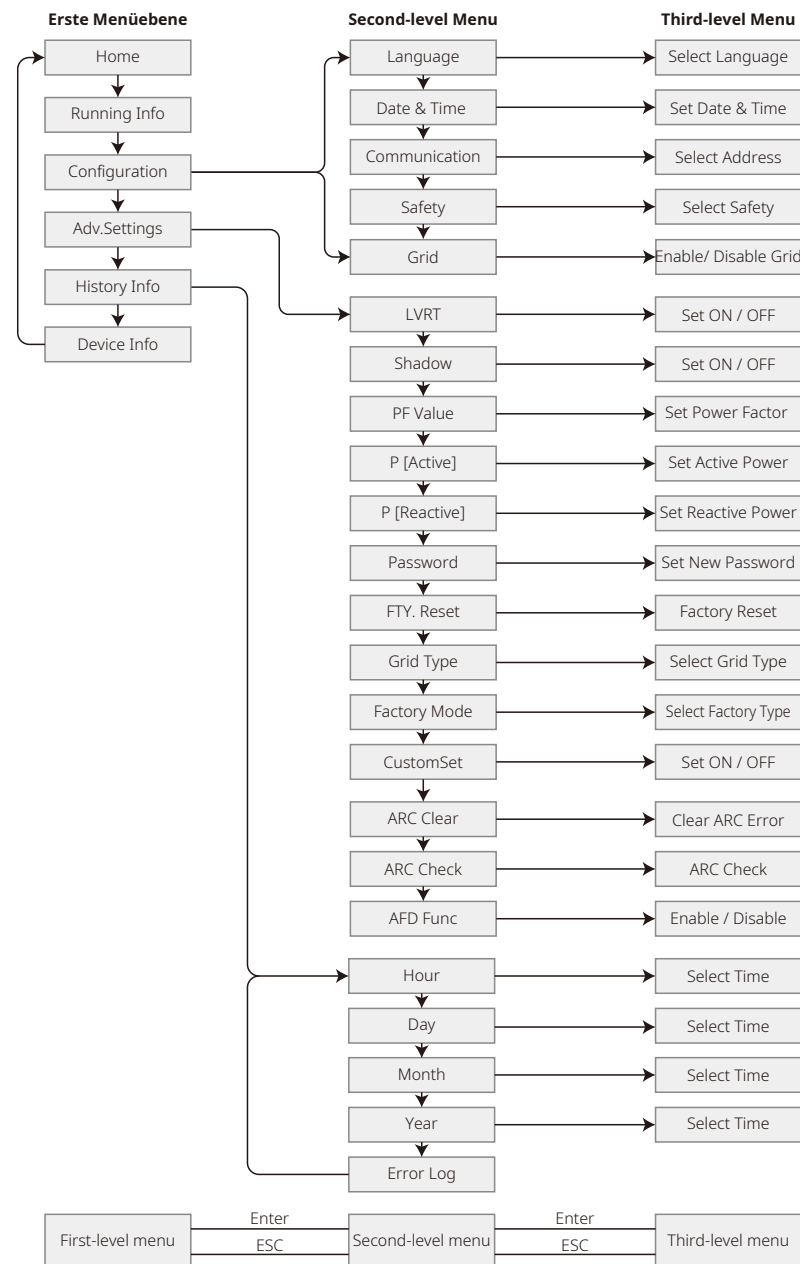 Erste Menüebene
Second-level Menu
Third-level Menu
Home
Language
Select Language
Running Info
Date & Time
Set Date & Time
Configuration
Communication
Select Address
Adv.Settings
Safety
Select Safety
History Info
Grid
Enable/ Disable Grid
Device Info
LVRT
Set ON / OFF
Shadow
Set ON / OFF
PF Value
Set Power Factor
P [Active]
Set Active Power
P [Reactive]
Set Reactive Power
Password
Set New Password
FTY. Reset
Factory Reset
Grid Type
Select Grid Type
Factory Mode
Select Factory Type
CustomSet
Set ON / OFF
ARC Clear
Clear ARC Error
ARC Check
ARC Check
AFD Func
Enable / Disable
Hour
Select Time
Day
Select Time
Month
Select Time
Year
Select Time
Error Log
First-level menu
Enter
ESC
Second-level menu
Enter
ESC
Third-level menu